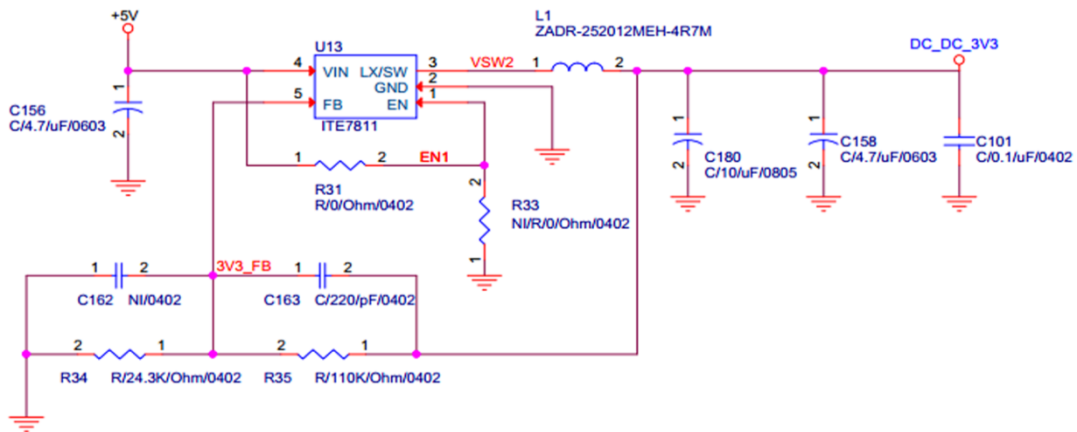 +5V
L1
ZADR-252012MEH-4R7M
DC_DC_3V3
U13
4 VIN LX/SW 3 VSW2 1 2
GND 2
5 FB EN 1
ITE7811
1
C156
C/4.7/uF/0603
2
1
C180
C/10/uF/0805
2
1
C158
C/4.7/uF/0603
2
C101
C/0.1/uF/0402
1 2 EN1
R31
R/0/Ohm/0402
2
R33
NI/R/0/Ohm/0402
1
1 2 3V3_FB 1 2
C162 NI/0402 C163 C/220/pF/0402
2 1 2 1
R34 R/24.3K/Ohm/0402 R35 R/110K/Ohm/0402